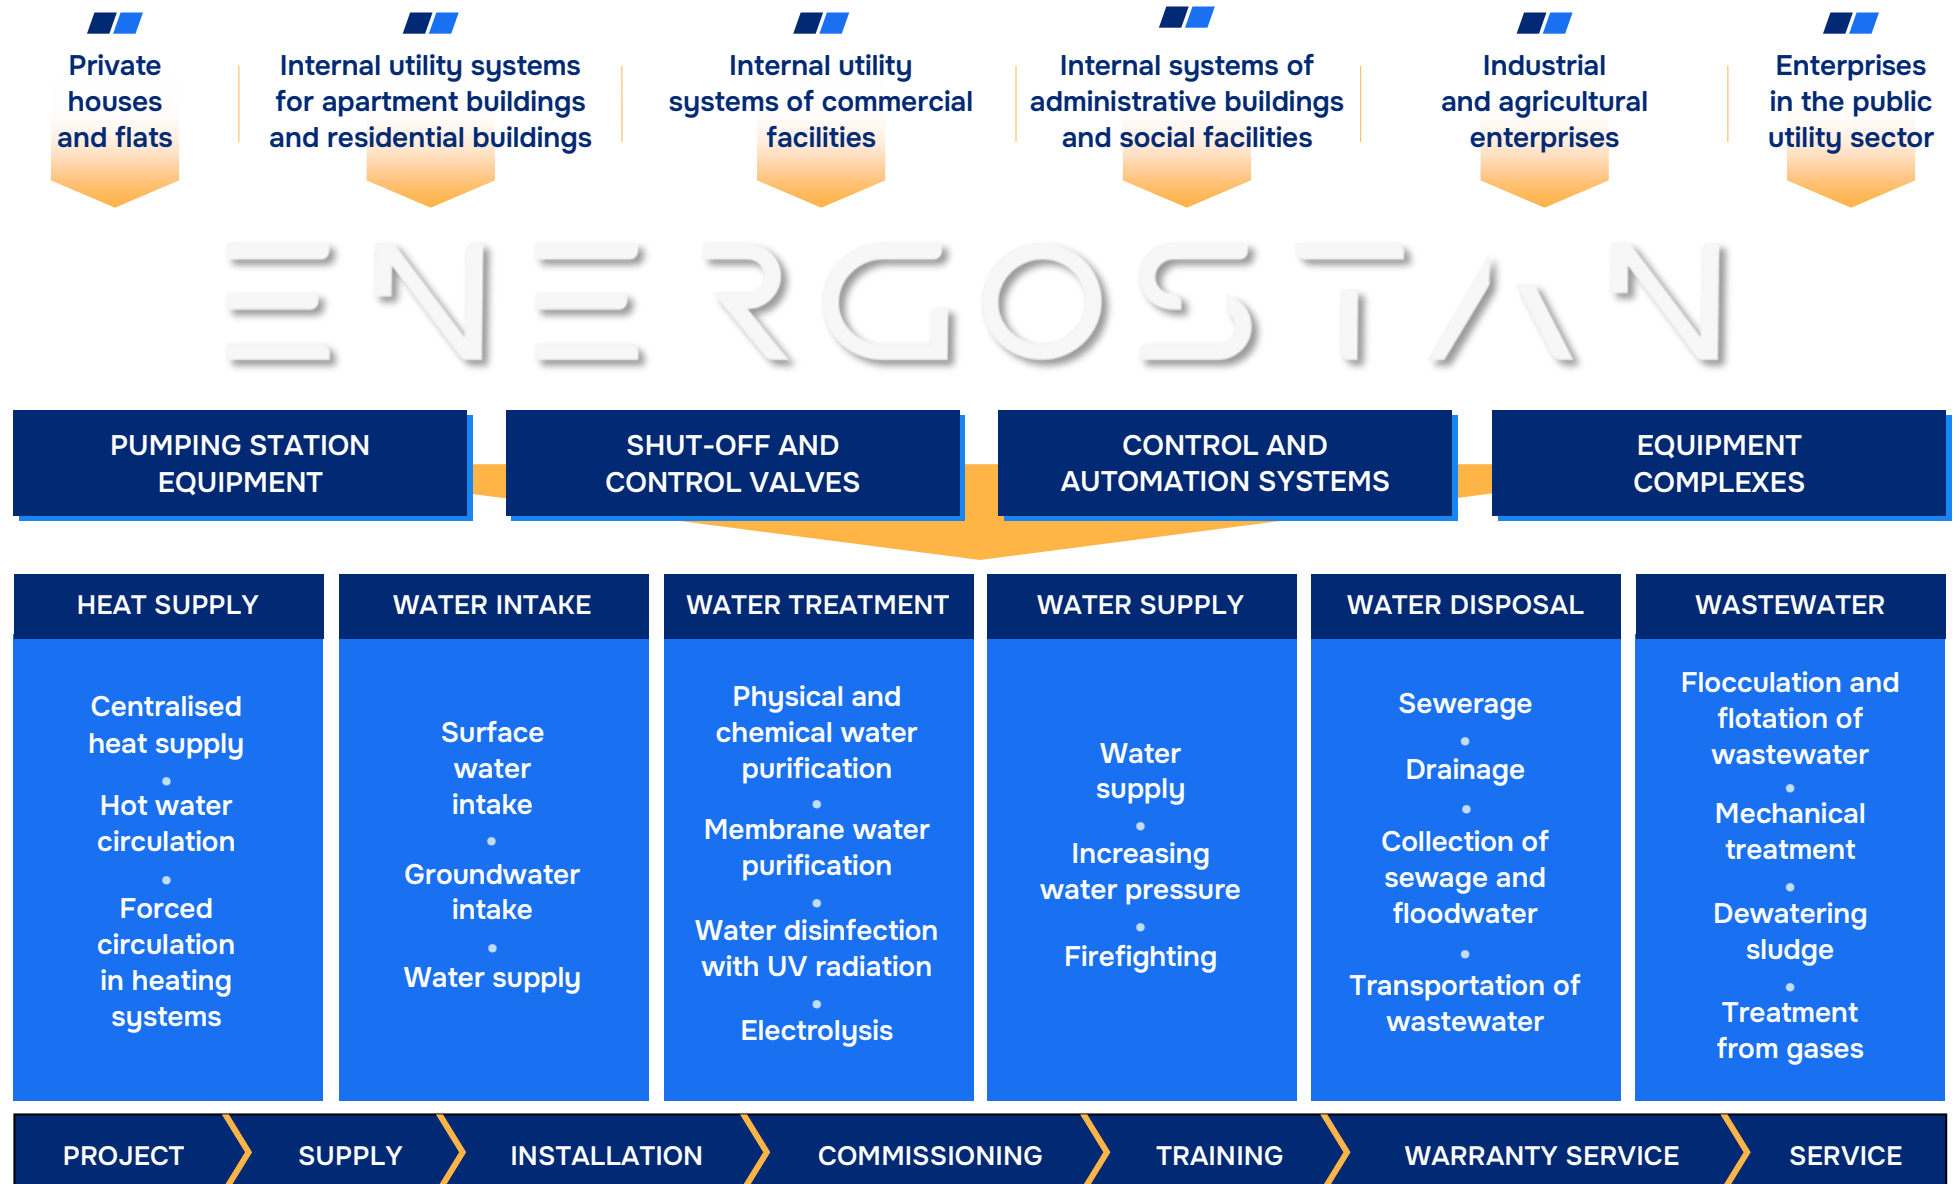 Private
houses
and flats
Internal utility systems
for apartment buildings
and residential buildings
Internal utility
systems of commercial
facilities
Internal systems of
administrative buildings
and social facilities
Industrial
and agricultural
enterprises
Enterprises
in the public
utility sector
ENERGOSTAN
PUMPING STATION
EQUIPMENT
SHUT-OFF AND
CONTROL VALVES
CONTROL AND
AUTOMATION SYSTEMS
EQUIPMENT
COMPLEXES
HEAT SUPPLY
Centralised
heat supply
Hot water
circulation
Forced
circulation
in heating
systems
WATER INTAKE
Surface
water
intake
Groundwater
intake
Water supply
WATER TREATMENT
Physical and
chemical water
purification
Membrane water
purification
Water disinfection
with UV radiation
Electrolysis
WATER SUPPLY
Water
supply
Increasing
water pressure
Firefighting
WATER DISPOSAL
Sewerage
Drainage
Collection of
sewage and
floodwater
Transportation of
wastewater
WASTEWATER
Flocculation and
flotation of
wastewater
Mechanical
treatment
Dewatering
sludge
Treatment
from gases
PROJECT
SUPPLY
INSTALLATION
COMMISSIONING
TRAINING
WARRANTY SERVICE
SERVICE